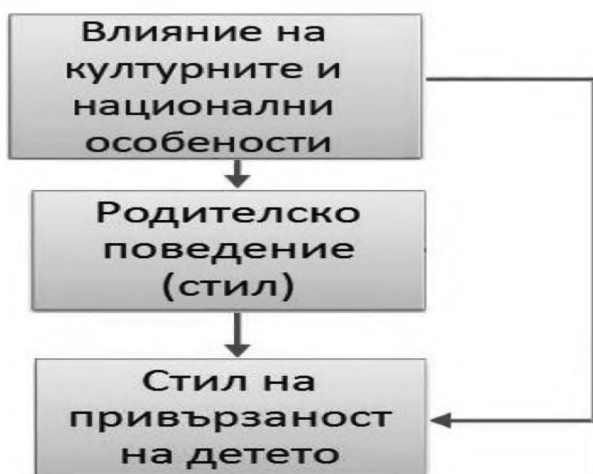 Влияние на
културните и
национални
особености
Родителско
поведение
(стил)
Стил на
привързаност
на детето